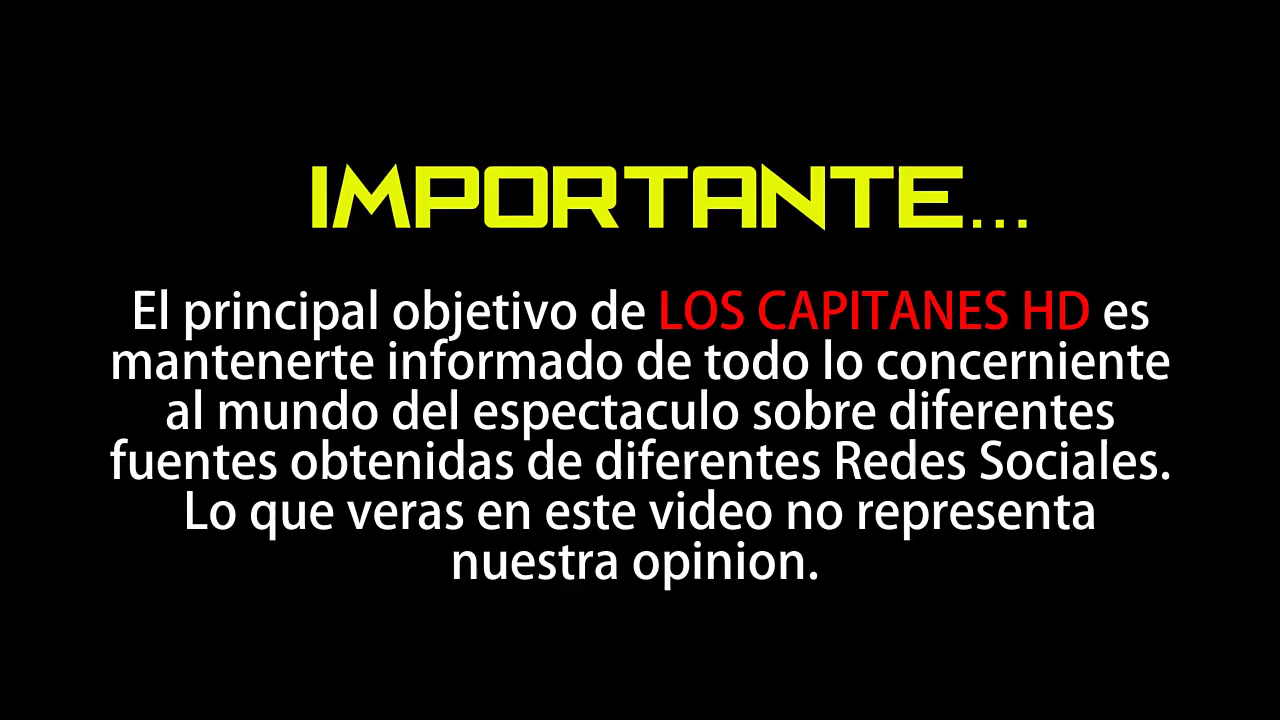 IMPORTANTE...
El principal objetivo de LOS CAPITANES HD es
mantenerte informado de todo lo concerniente
al mundo del espectaculo sobre diferentes
fuentes obtenidas de diferentes Redes Sociales.
Lo que veras en este video no representa
nuestra opinion.